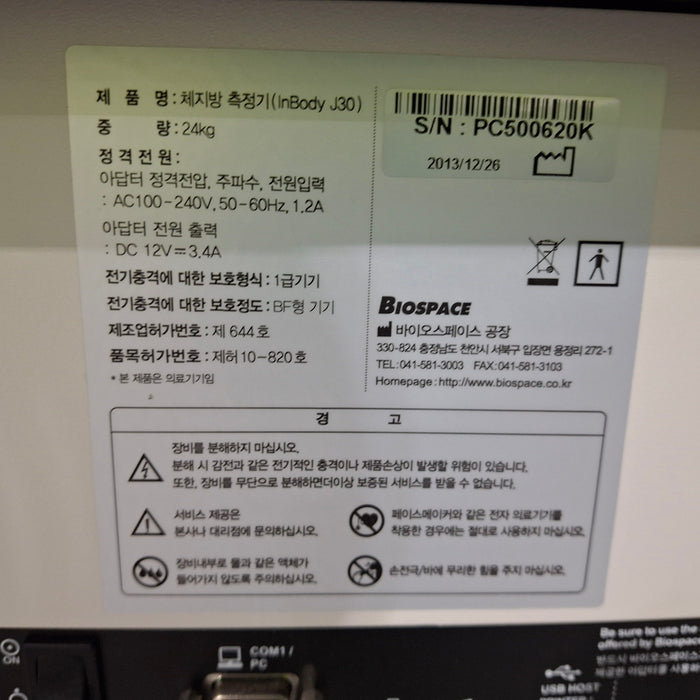 제 품 명 : 체지방 측정기(InBody J30)
중 량 : 24kg
정격전원 :
아답터 정격전압, 주파수, 전원입력
: AC100-240V, 50-60Hz, 1.2A
아답터 전원 출력
: DC 12V⎓3.4A
전기충격에 대한 보호형식 : 1급기기
전기충격에 대한 보호정도 : BF형 기기
제조업허가번호 : 제 644 호
품목허가번호 : 제허 10-820 호
* 본 제품은 의료기기임
S/N : PC500620K
2013/12/26
BIOSPACE
바이오스페이스 공장
330-824 충청남도 천안시 서북구 입장면 용정리 272-1
TEL : 041-581-3003 FAX : 041-581-3103
Homepage : http://www.biospace.co.kr
경 고
장비를 분해하지 마십시오.
분해 시 감전과 같은 전기적인 충격이나 제품손상이 발생할 위험이 있습니다.
또한, 장비를 무단으로 분해하면더이상 보증된 서비스를 받을 수 없습니다.
서비스 제공은
본사나 대리점에 문의하십시오.
페이스메이커와 같은 전자 의료기기를
착용한 경우에는 절대로 사용하지 마십시오.
장비내부로 물과 같은 액체가
들어가지 않도록 주의하십시오.
손전극/바에 무리한 힘을 주지 마십시오.
ON
COM1 /
PC
Be sure to use the
offered by Biospace
USB HOST